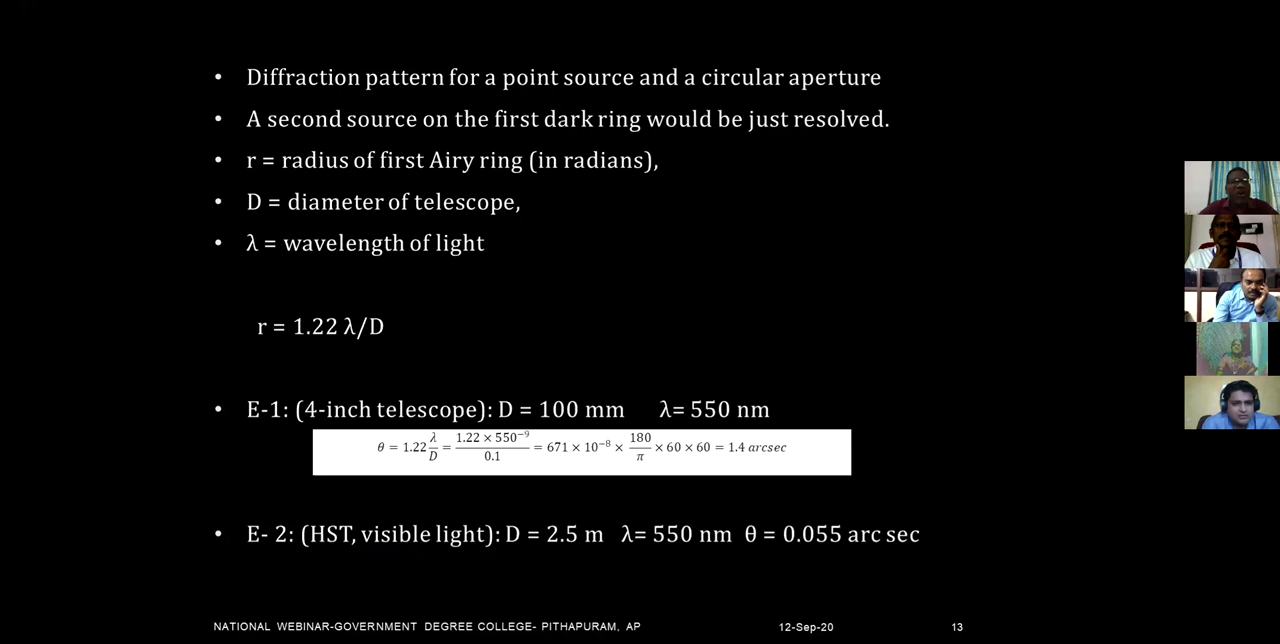 • Diffraction pattern for a point source and a circular aperture
• A second source on the first dark ring would be just resolved.
• r = radius of first Airy ring (in radians),
• D = diameter of telescope,
• λ = wavelength of light
r = 1.22 λ/D
• E-1: (4-inch telescope): D = 100 mm λ= 550 nm
θ = 1.22 λ/D = 1.22 × 550⁻⁹/0.1 = 671 × 10⁻⁸ × 180/π × 60 × 60 = 1.4 arcsec
• E- 2: (HST, visible light): D = 2.5 m λ= 550 nm θ = 0.055 arc sec
NATIONAL WEBINAR-GOVERNMENT DEGREE COLLEGE- PITHAPURAM, AP 12-Sep-20 13